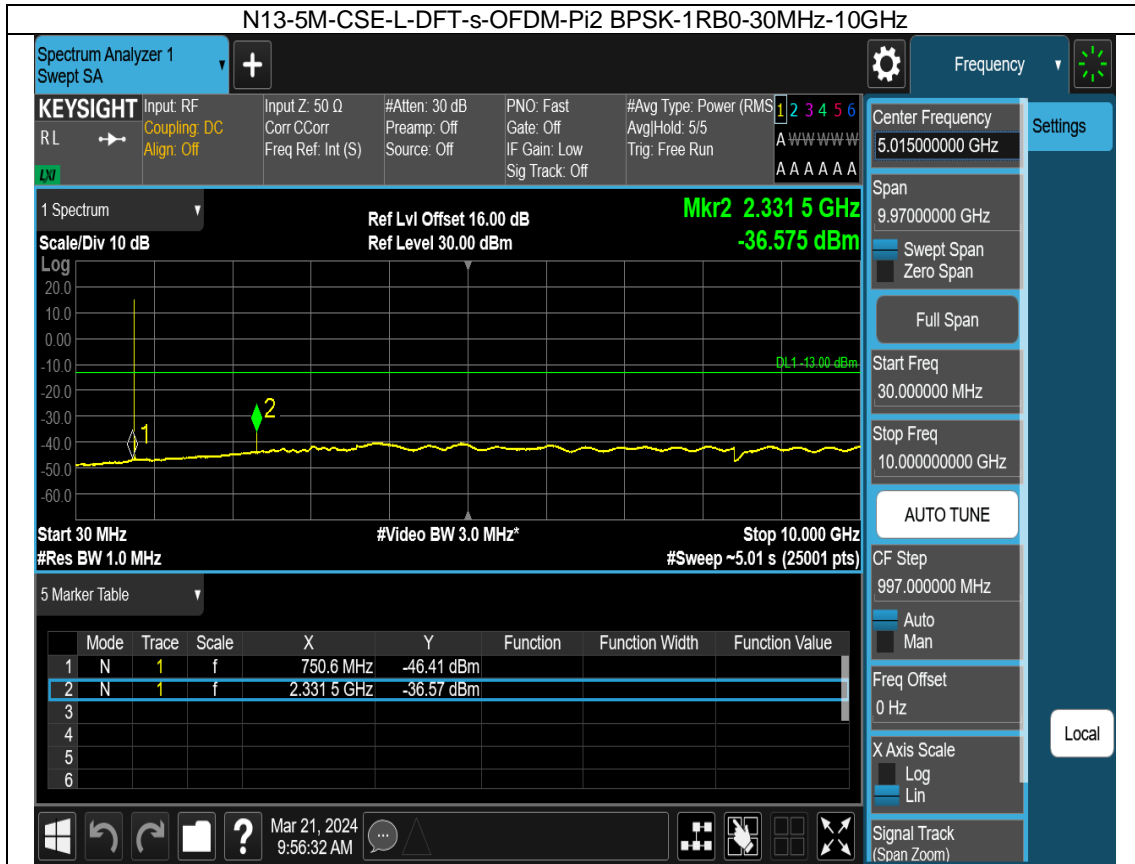 N13-5M-CSE-L-DFT-s-OFDM-Pi2 BPSK-1RB0-30MHz-10GHz
Spectrum Analyzer 1
Swept SA
+
Frequency
KEYSIGHT
RL
LXI
Input: RF
Coupling: DC
Align: Off
Input Z: 50 Ω
Corr CCorr
Freq Ref: Int (S)
#Atten: 30 dB
Preamp: Off
Source: Off
PNO: Fast
Gate: Off
IF Gain: Low
Sig Track: Off
#Avg Type: Power (RMS
Avg|Hold: 5/5
Trig: Free Run
1 2 3 4 5 6
A W W W W W
A A A A A A
1 Spectrum
Scale/Div 10 dB
Ref Lvl Offset 16.00 dB
Ref Level 30.00 dBm
Mkr2 2.331 5 GHz
-36.575 dBm
Log
20.0
10.0
0.00
-10.0
-20.0
-30.0
-40.0
-50.0
-60.0
DL1 -13.00 dBm
1
2
Start 30 MHz
#Video BW 3.0 MHz*
Stop 10.000 GHz
#Res BW 1.0 MHz
#Sweep ~5.01 s (25001 pts)
5 Marker Table
Mode Trace Scale X Y Function Function Width Function Value
1 N 1 f 750.6 MHz -46.41 dBm
2 N 1 f 2.331 5 GHz -36.57 dBm
3
4
5
6
Center Frequency
5.015000000 GHz
Settings
Span
9.97000000 GHz
Swept Span
Zero Span
Full Span
Start Freq
30.000000 MHz
Stop Freq
10.000000000 GHz
AUTO TUNE
CF Step
997.000000 MHz
Auto
Man
Freq Offset
0 Hz
X Axis Scale
Log
Lin
Local
Signal Track
(Span Zoom)
?
Mar 21, 2024
9:56:32 AM